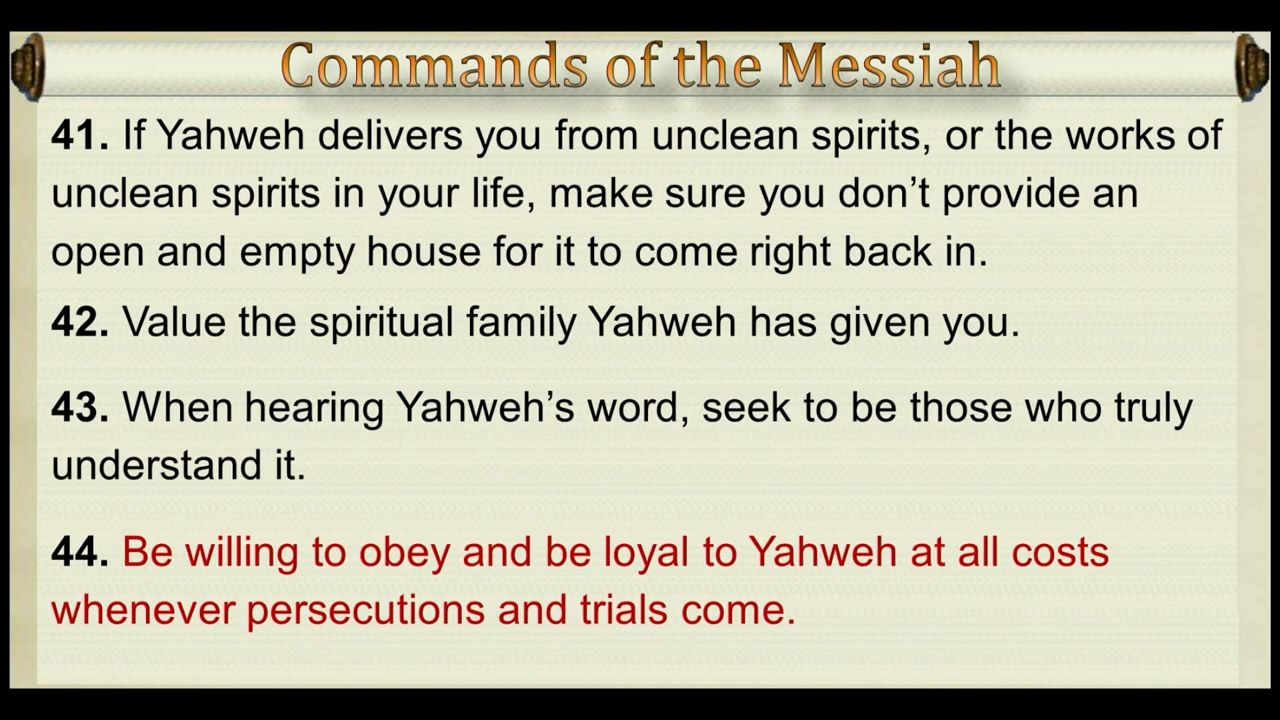 Commands of the Messiah
41. If Yahweh delivers you from unclean spirits, or the works of
unclean spirits in your life, make sure you don’t provide an
open and empty house for it to come right back in.
42. Value the spiritual family Yahweh has given you.
43. When hearing Yahweh’s word, seek to be those who truly
understand it.
44. Be willing to obey and be loyal to Yahweh at all costs
whenever persecutions and trials come.